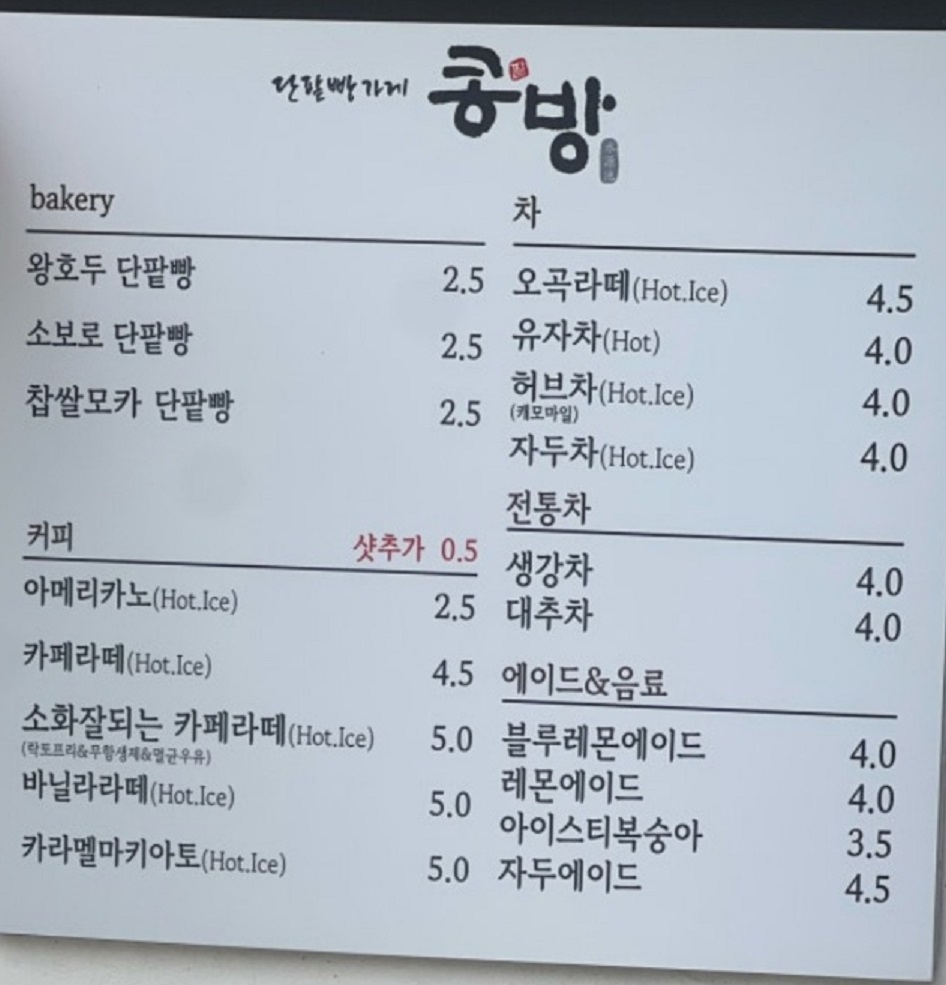 단팥빵가게 콩방
bakery
왕호두 단팥빵 2.5
소보로 단팥빵 2.5
찹쌀모카 단팥빵 2.5
커피 샷추가 0.5
아메리카노(Hot.Ice) 2.5
카페라떼(Hot.Ice) 4.5
소화잘되는 카페라떼(Hot.Ice) 5.0
(락토프리&무항생제&멸균우유)
바닐라라떼(Hot.Ice) 5.0
카라멜마키아토(Hot.Ice) 5.0
차
오곡라떼(Hot.Ice) 4.5
유자차(Hot) 4.0
허브차(Hot.Ice) 4.0
(캐모마일)
자두차(Hot.Ice) 4.0
전통차
생강차 4.0
대추차 4.0
에이드&음료
블루레몬에이드 4.0
레몬에이드 4.0
아이스티복숭아 3.5
자두에이드 4.5